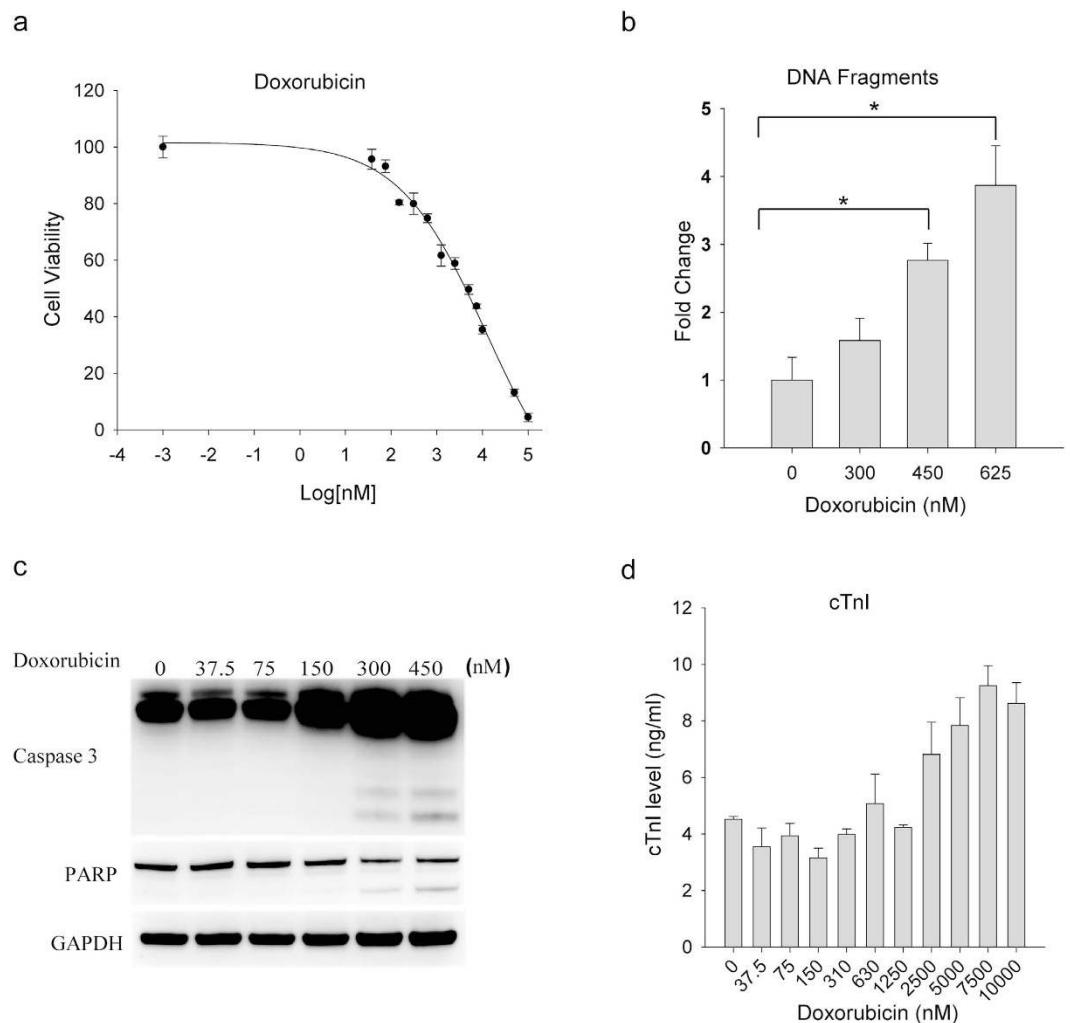 a
Doxorubicin
Cell Viability
120
100
80
60
40
20
0
-4 -3 -2 -1 0 1 2 3 4 5
Log[nM]
b
DNA Fragments
Fold Change
5
4
3
2
1
0
*
*
0 300 450 625
Doxorubicin (nM)
c
Doxorubicin 0 37.5 75 150 300 450 (nM)
Caspase 3
PARP
GAPDH
d
cTnI
cTnI level (ng/ml)
12
10
8
6
4
2
0
0 37.5 75 150 310 630 1250 2500 5000 7500 10000
Doxorubicin (nM)